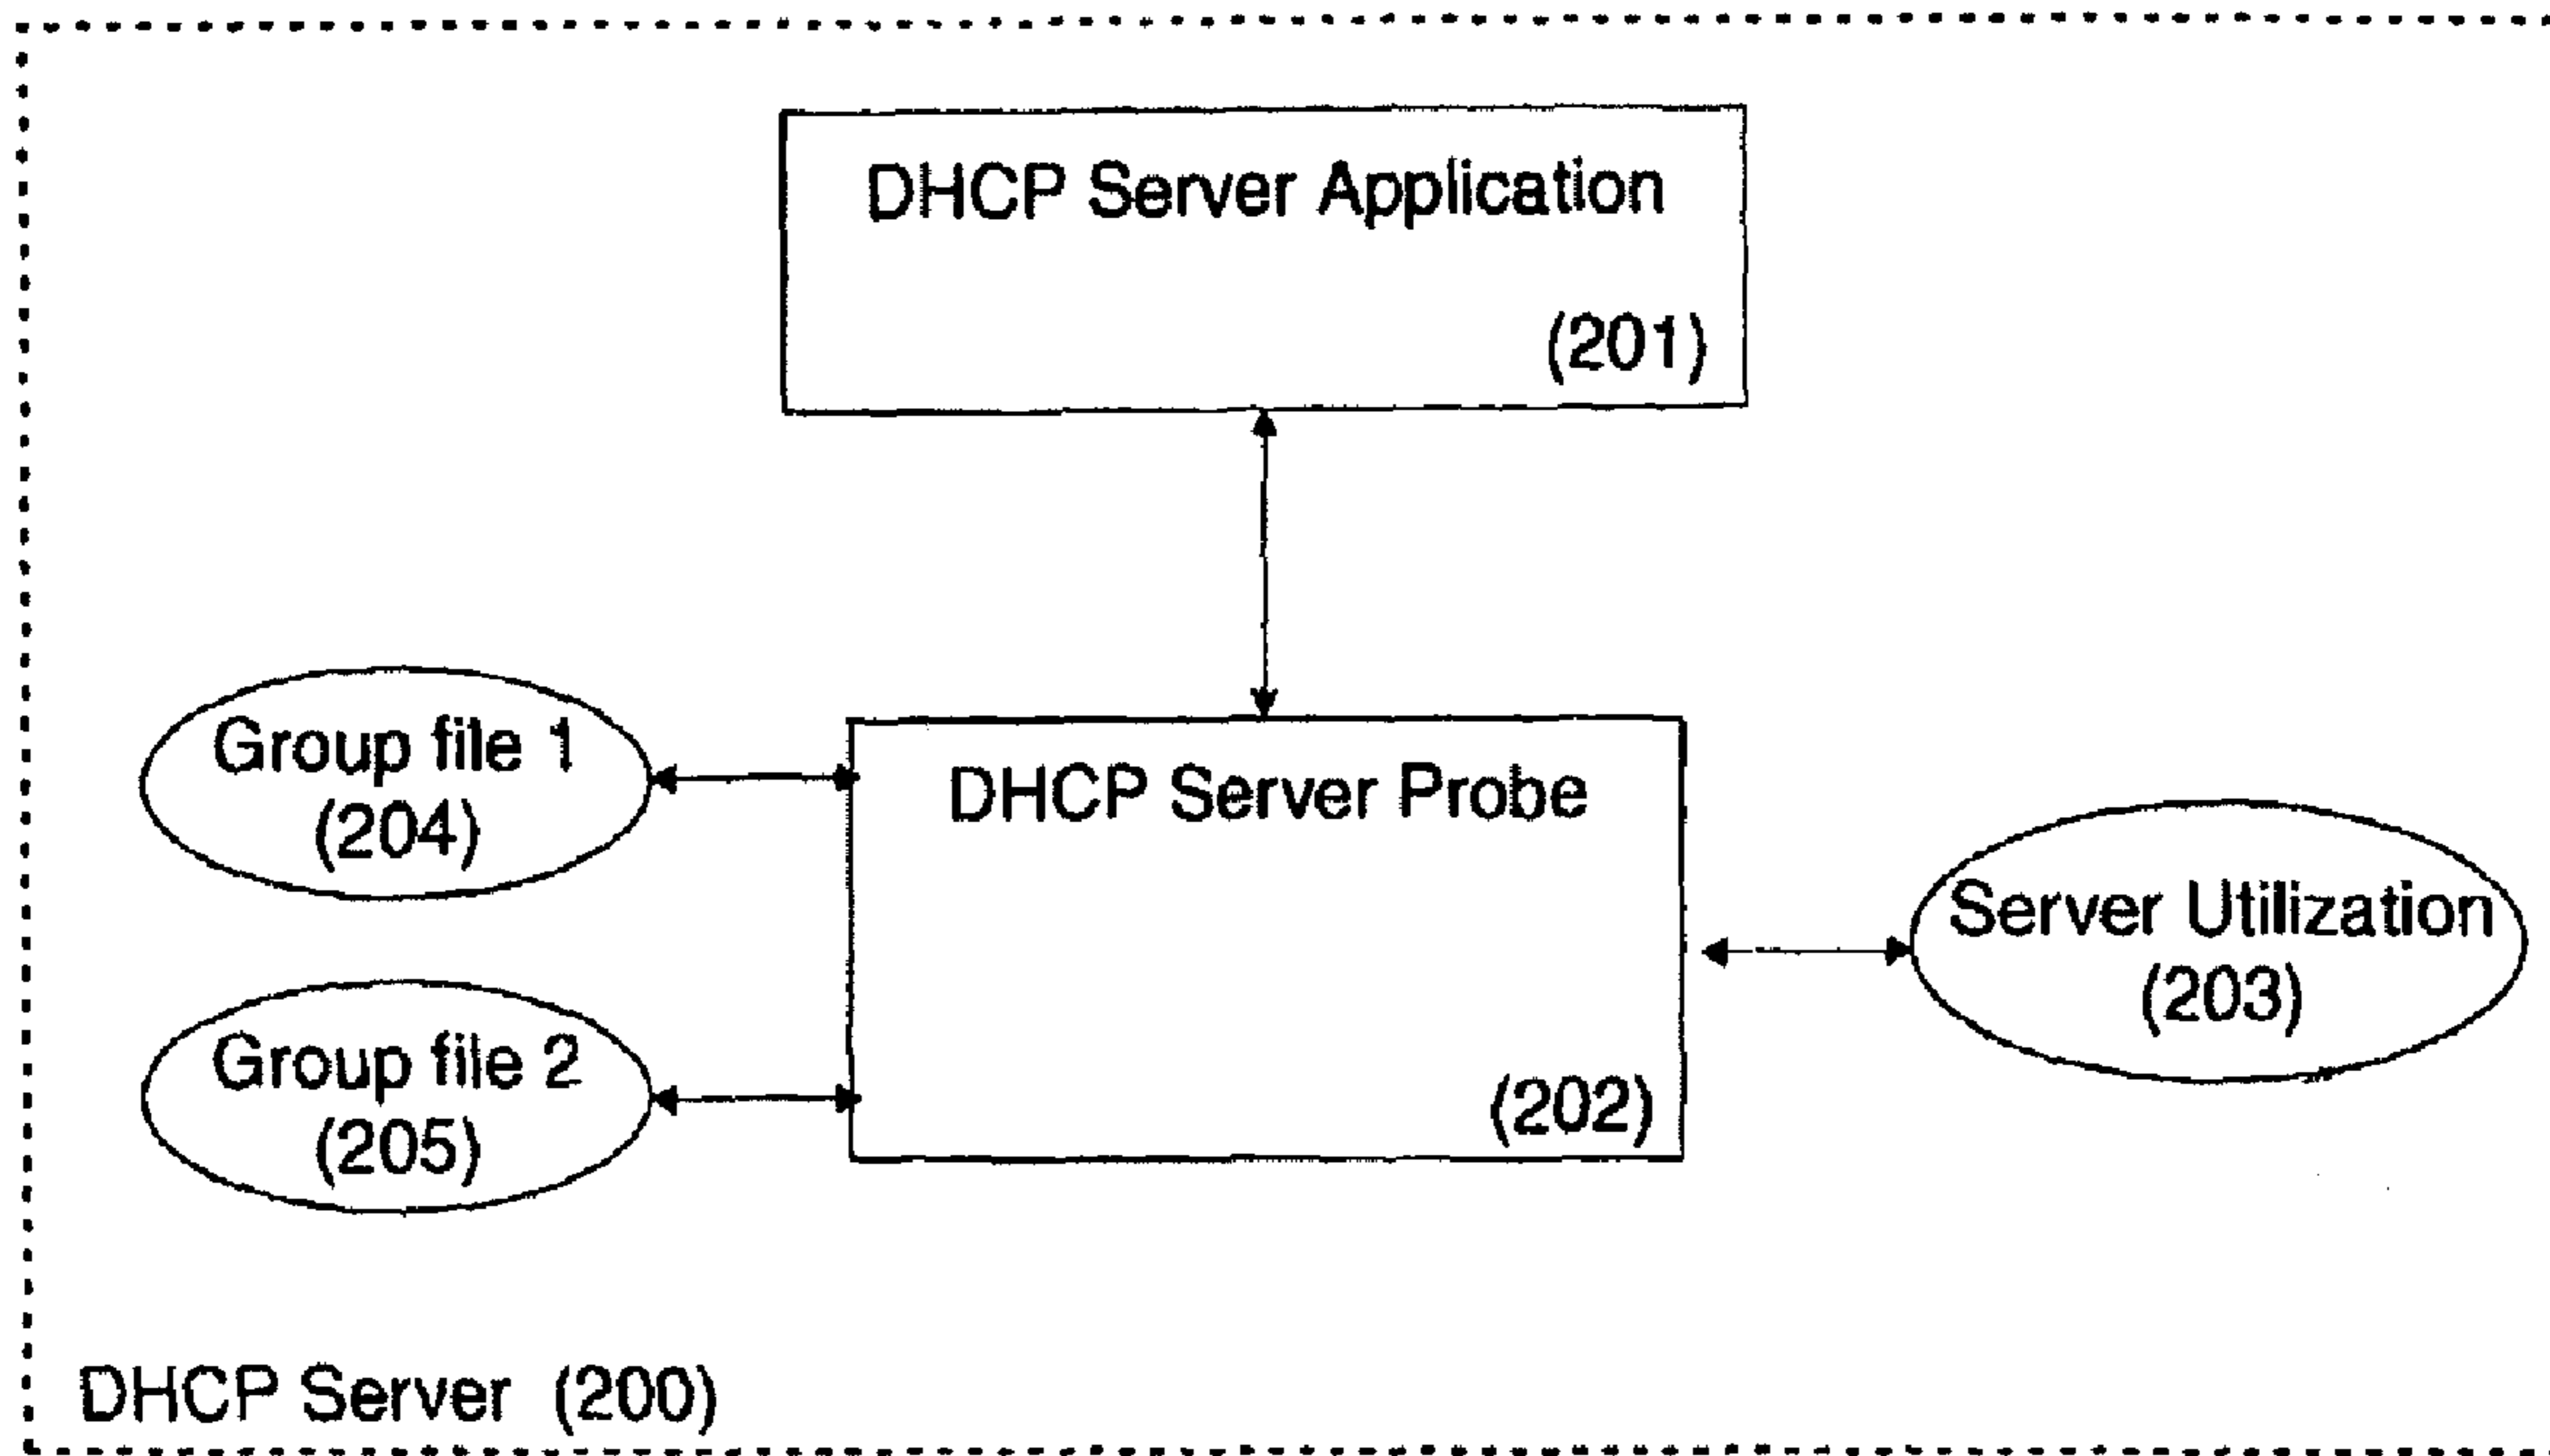 DHCP Server Application
(201)
Group file 1
(204)
DHCP Server Probe
Server Utilization
(203)
Group file 2
(205)
(202)
DHCP Server (200)